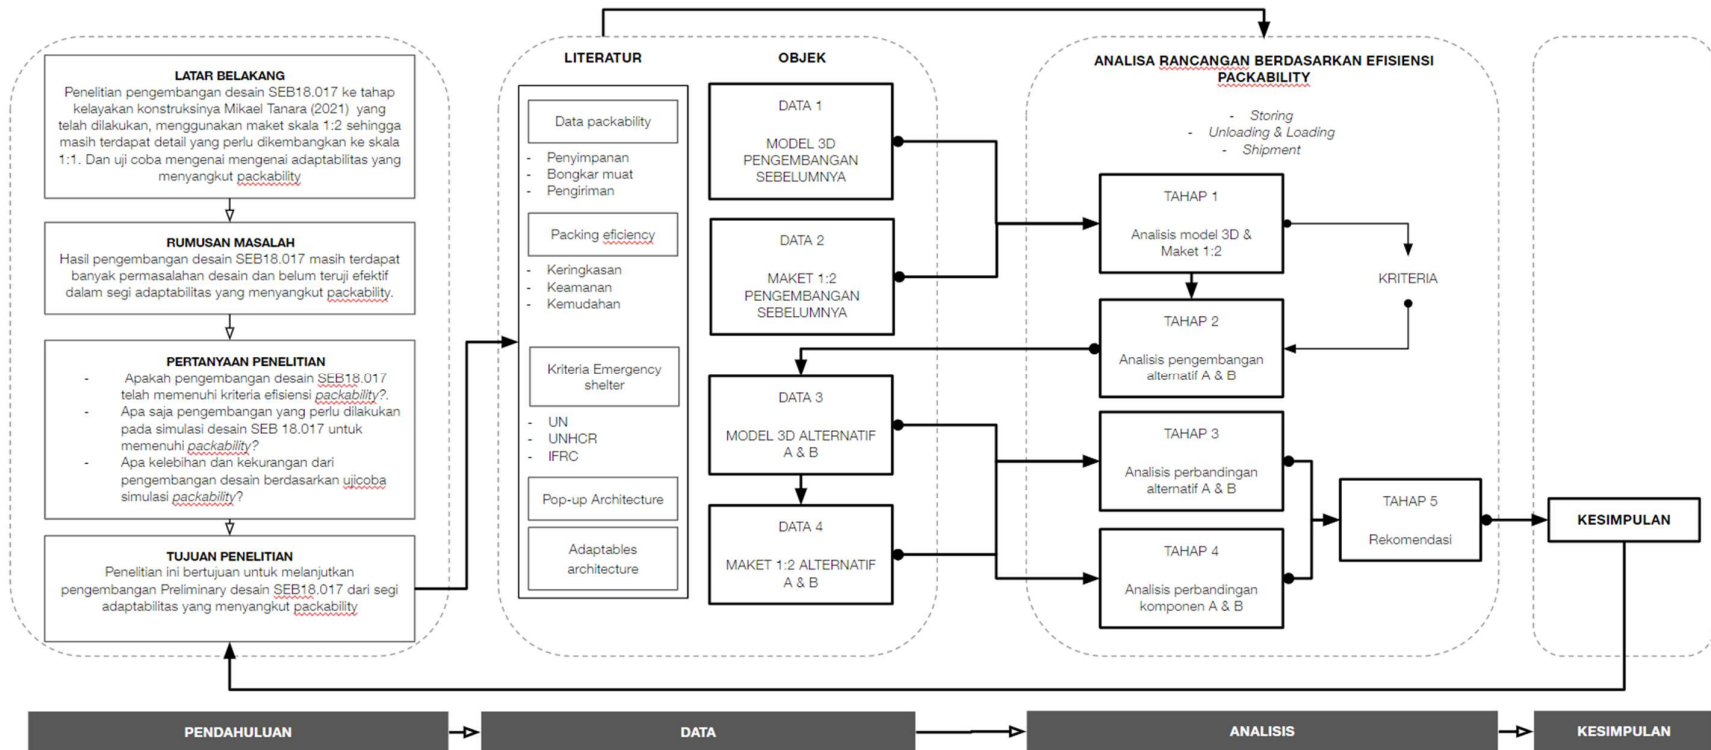 LATAR BELAKANG
Penelitian pengembangan desain SEB18.017 ke tahap
kelayakan konstruksinya Mikael Tanara (2021) yang
telah dilakukan, menggunakan maket skala 1:2 sehingga
masih terdapat detail yang perlu dikembangkan ke skala
1:1. Dan uji coba mengenai mengenai adaptabilitas yang
menyangkut packability
RUMUSAN MASALAH
Hasil pengembangan desain SEB18.017 masih terdapat
banyak permasalahan desain dan belum teruji efektif
dalam segi adaptabilitas yang menyangkut packability.
PERTANYAAN PENELITIAN
- Apakah pengembangan desain SEB18.017
telah memenuhi kriteria efisiensi packability?.
- Apa saja pengembangan yang perlu dilakukan
pada simulasi desain SEB 18.017 untuk
memenuhi packability?
- Apa kelebihan dan kekurangan dari
pengembangan desain berdasarkan ujicoba
simulasi packability?
TUJUAN PENELITIAN
Penelitian ini bertujuan untuk melanjutkan
pengembangan Preliminary desain SEB18.017 dari segi
adaptabilitas yang menyangkut packability
LITERATUR
Data packability
- Penyimpanan
- Bongkar muat
- Pengiriman
Packing eficiency
- Keringkasan
- Keamanan
- Kemudahan
Kriteria Emergency
shelter
- UN
- UNHCR
- IFRC
Pop-up Architecture
Adaptables
architecture
OBJEK
DATA 1
MODEL 3D
PENGEMBANGAN
SEBELUMNYA
DATA 2
MAKET 1:2
PENGEMBANGAN
SEBELUMNYA
DATA 3
MODEL 3D ALTERNATIF
A & B
DATA 4
MAKET 1:2 ALTERNATIF
A & B
ANALISA RANCANGAN BERDASARKAN EFISIENSI
PACKABILITY
- Storing
- Unloading & Loading
- Shipment
TAHAP 1
Analisis model 3D &
Maket 1:2
KRITERIA
TAHAP 2
Analisis pengembangan
alternatif A & B
TAHAP 3
Analisis perbandingan
alternatif A & B
TAHAP 4
Analisis perbandingan
komponen A & B
TAHAP 5
Rekomendasi
KESIMPULAN
PENDAHULUAN
DATA
ANALISIS
KESIMPULAN